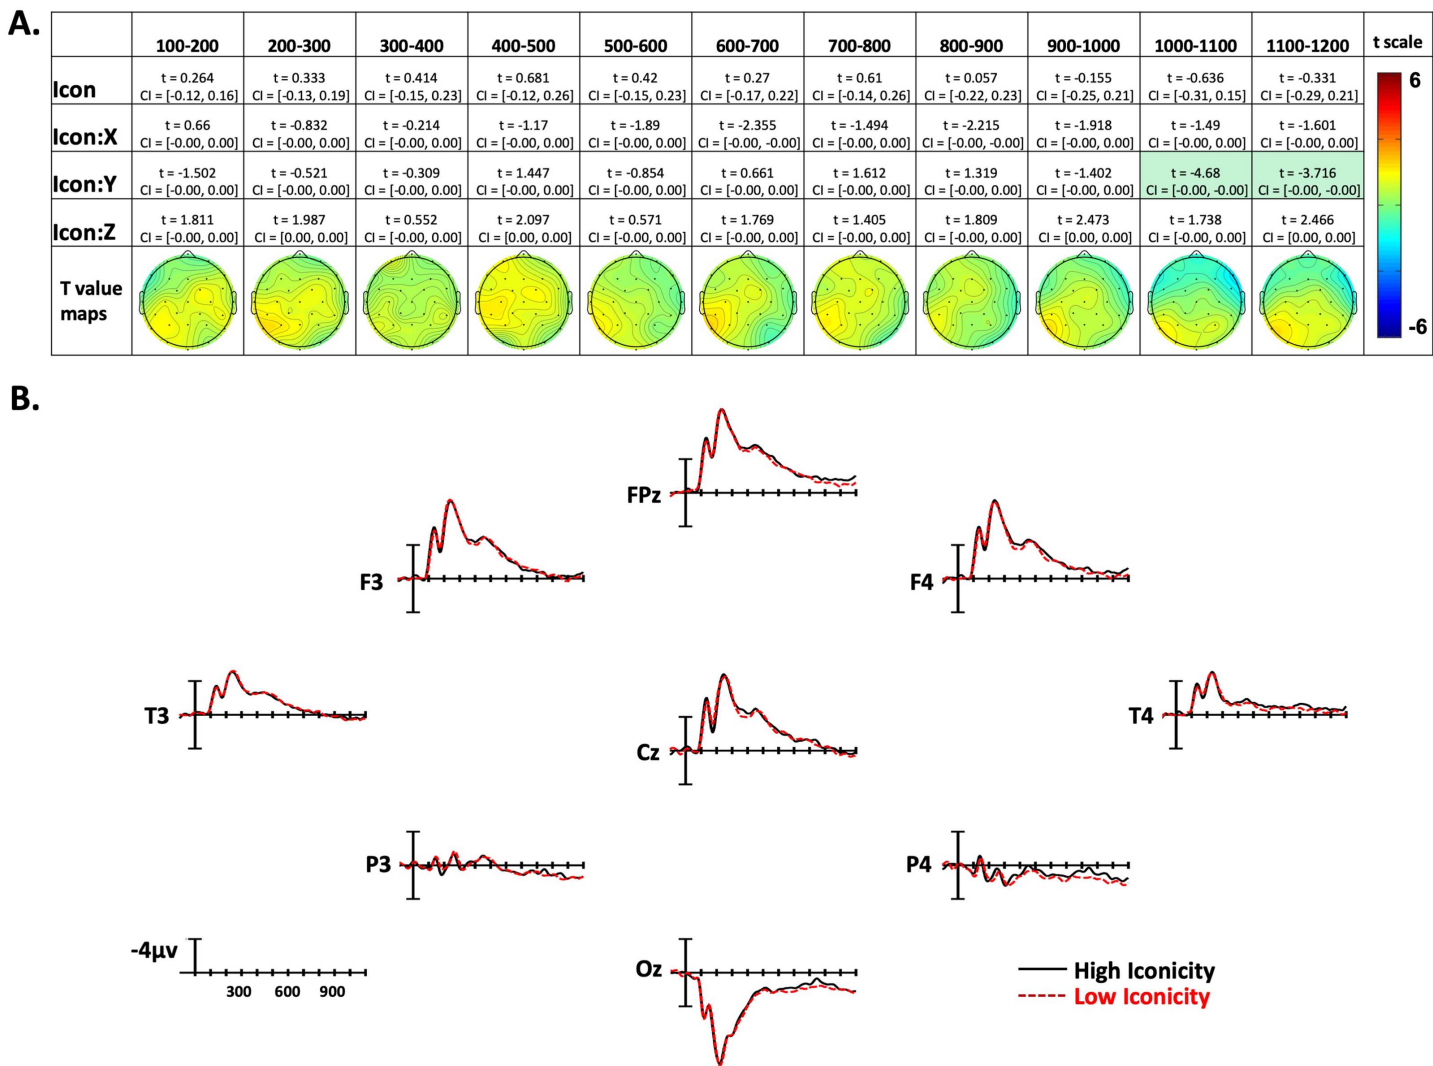 A.
100-200 200-300 300-400 400-500 500-600 600-700 700-800 800-900 900-1000 1000-1100 1100-1200 t scale
Icon t = 0.264 t = 0.333 t = 0.414 t = 0.681 t = 0.42 t = 0.27 t = 0.61 t = 0.057 t = -0.155 t = -0.636 t = -0.331
CI = [-0.12, 0.16] CI = [-0.13, 0.19] CI = [-0.15, 0.23] CI = [-0.12, 0.26] CI = [-0.15, 0.23] CI = [-0.17, 0.22] CI = [-0.14, 0.26] CI = [-0.22, 0.23] CI = [-0.25, 0.21] CI = [-0.31, 0.15] CI = [-0.29, 0.21]
Icon:X t = 0.66 t = -0.832 t = -0.214 t = -1.17 t = -1.89 t = -2.355 t = -1.494 t = -2.215 t = -1.918 t = -1.49 t = -1.601
CI = [-0.00, 0.00] CI = [-0.00, 0.00] CI = [-0.00, 0.00] CI = [-0.00, 0.00] CI = [-0.00, 0.00] CI = [-0.00, -0.00] CI = [-0.00, 0.00] CI = [-0.00, -0.00] CI = [-0.00, 0.00] CI = [-0.00, 0.00] CI = [-0.00, 0.00]
Icon:Y t = -1.502 t = -0.521 t = -0.309 t = 1.447 t = -0.854 t = 0.661 t = 1.612 t = 1.319 t = -1.402 t = -4.68 t = -3.716
CI = [-0.00, 0.00] CI = [-0.00, 0.00] CI = [-0.00, 0.00] CI = [-0.00, 0.00] CI = [-0.00, 0.00] CI = [-0.00, 0.00] CI = [-0.00, 0.00] CI = [-0.00, 0.00] CI = [-0.00, 0.00] CI = [-0.00, -0.00] CI = [-0.00, -0.00]
Icon:Z t = 1.811 t = 1.987 t = 0.552 t = 2.097 t = 0.571 t = 1.769 t = 1.405 t = 1.809 t = 2.473 t = 1.738 t = 2.466
CI = [-0.00, 0.00] CI = [0.00, 0.00] CI = [-0.00, 0.00] CI = [0.00, 0.00] CI = [-0.00, 0.00] CI = [-0.00, 0.00] CI = [-0.00, 0.00] CI = [-0.00, 0.00] CI = [0.00, 0.00] CI = [-0.00, 0.00] CI = [0.00, 0.00]
T value
maps
6
-6
B.
FPz
F3 F4
T3 Cz T4
P3 P4
-4µv Oz
300 600 900
High Iconicity
Low Iconicity